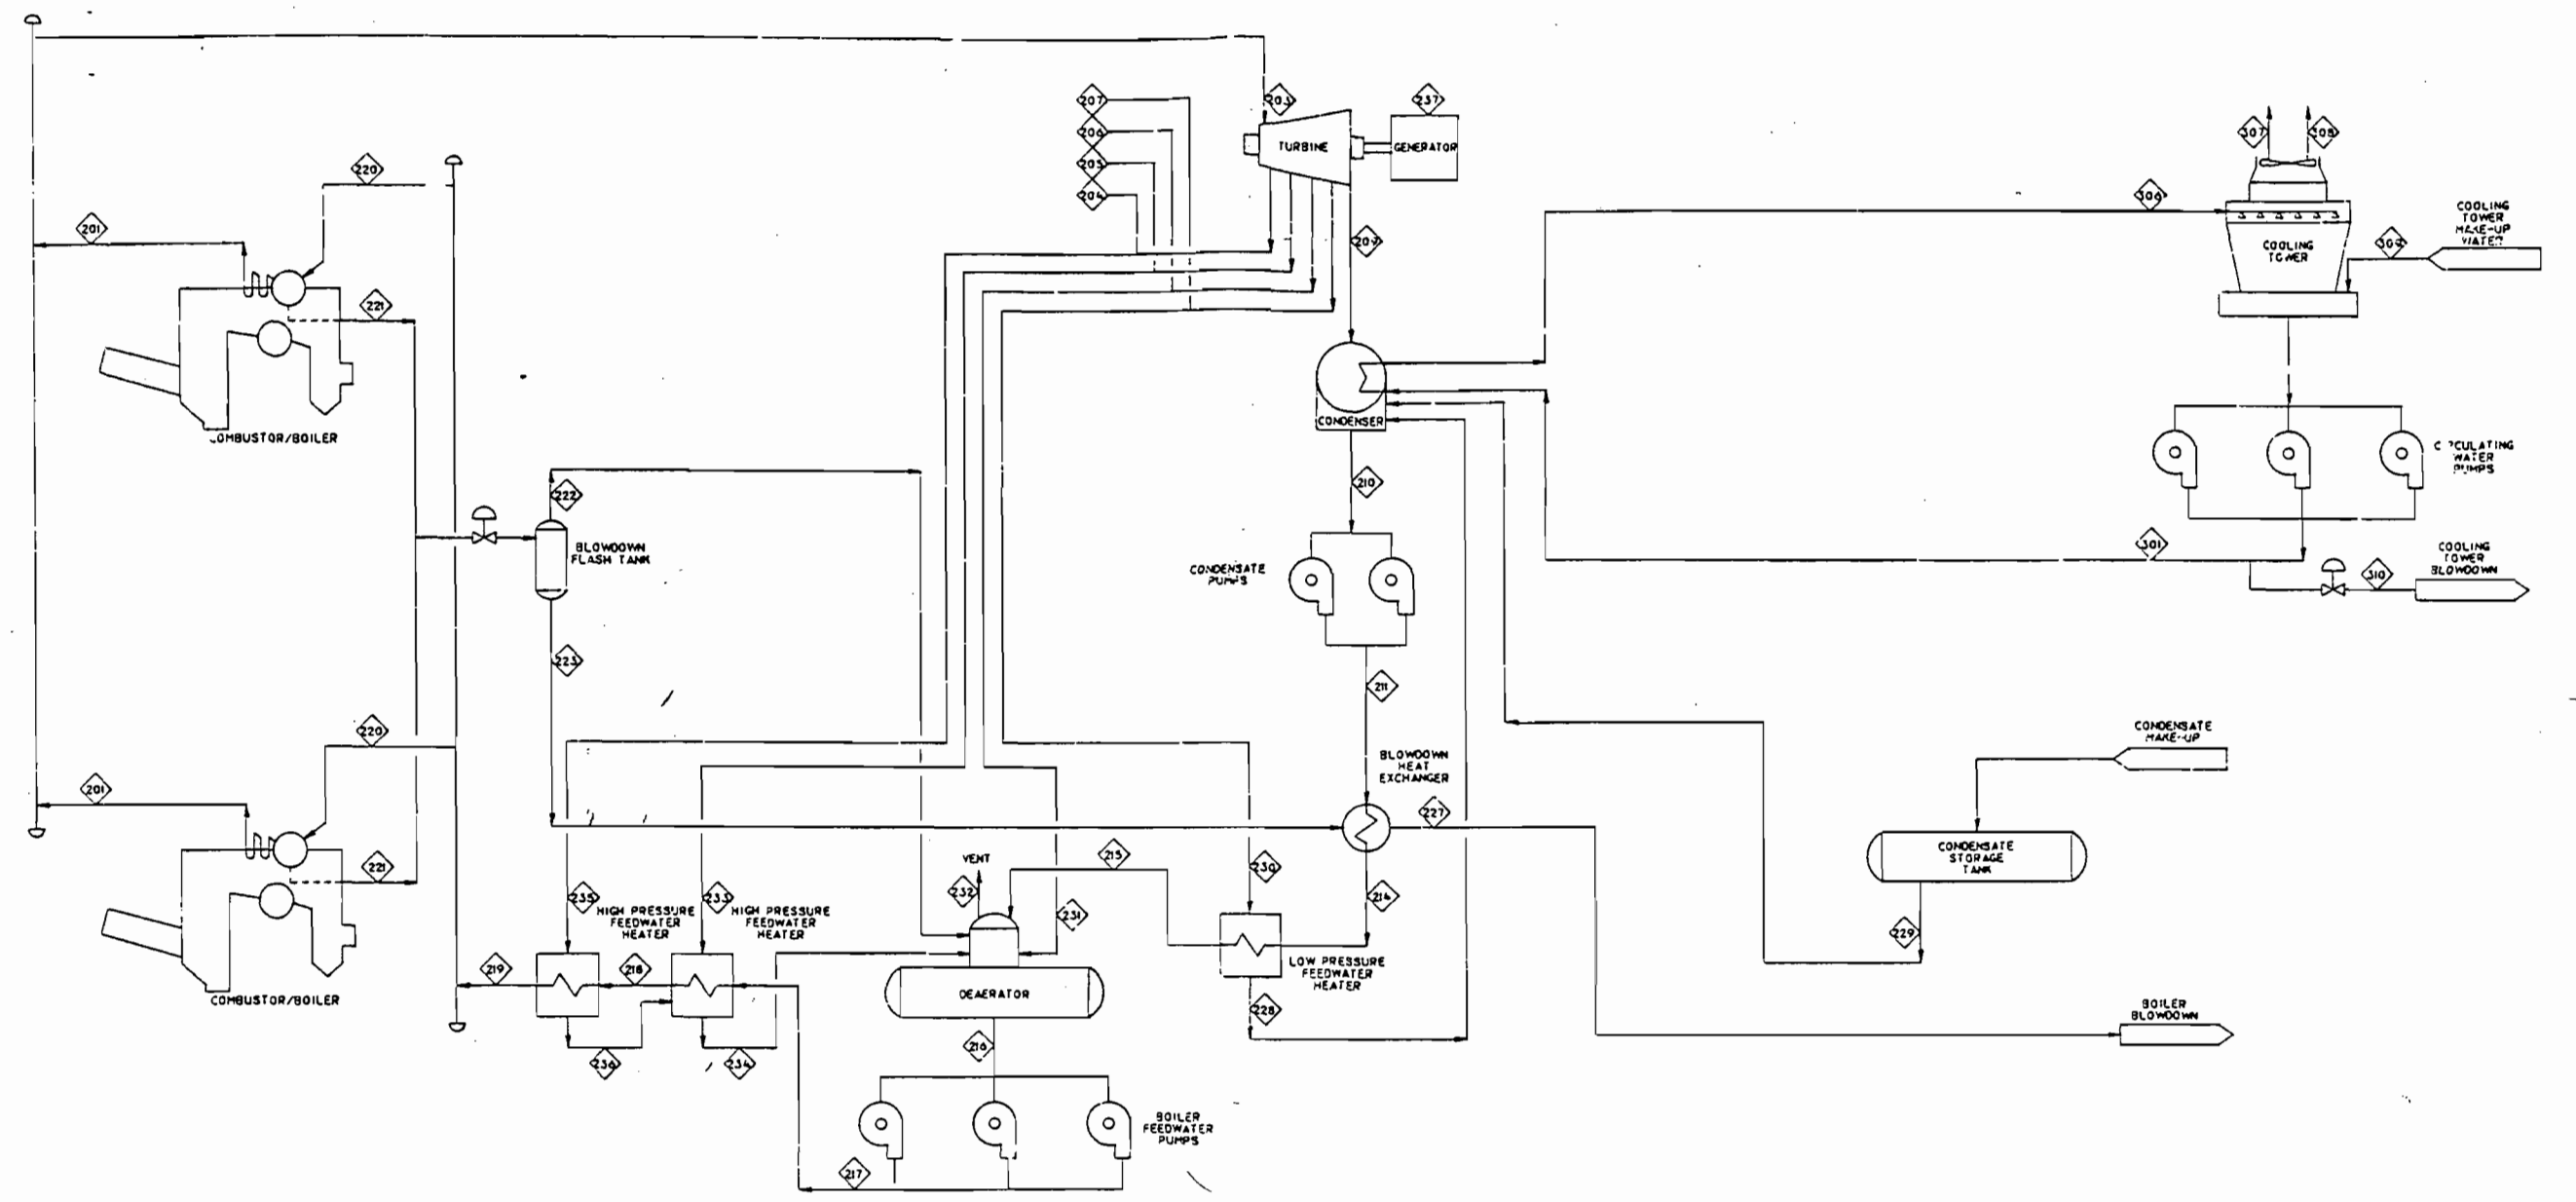 207
203
237
206
TURBINE
GENERATOR
205
204
307
308
220
306
COOLING
TOWER
MAKE-UP
WATER
201
209
COOLING
TOWER
309
221
CONDENSER
COMBUSTOR/BOILER
CIRCULATING
WATER
PUMPS
222
210
BLOWDOWN
FLASH TANK
301
COOLING
TOWER
BLOWDOWN
310
CONDENSATE
PUMPS
223
211
220
CONDENSATE
MAKE-UP
BLOWDOWN
HEAT
EXCHANGER
201
227
221
VENT
215
230
CONDENSATE
STORAGE
TANK
235
233
232
231
214
HIGH PRESSURE
FEEDWATER
HEATER
HIGH PRESSURE
FEEDWATER
HEATER
229
219
218
LOW PRESSURE
FEEDWATER
HEATER
COMBUSTOR/BOILER
DEAERATOR
228
BOILER
BLOWDOWN
216
236
234
BOILER
FEEDWATER
PUMPS
217